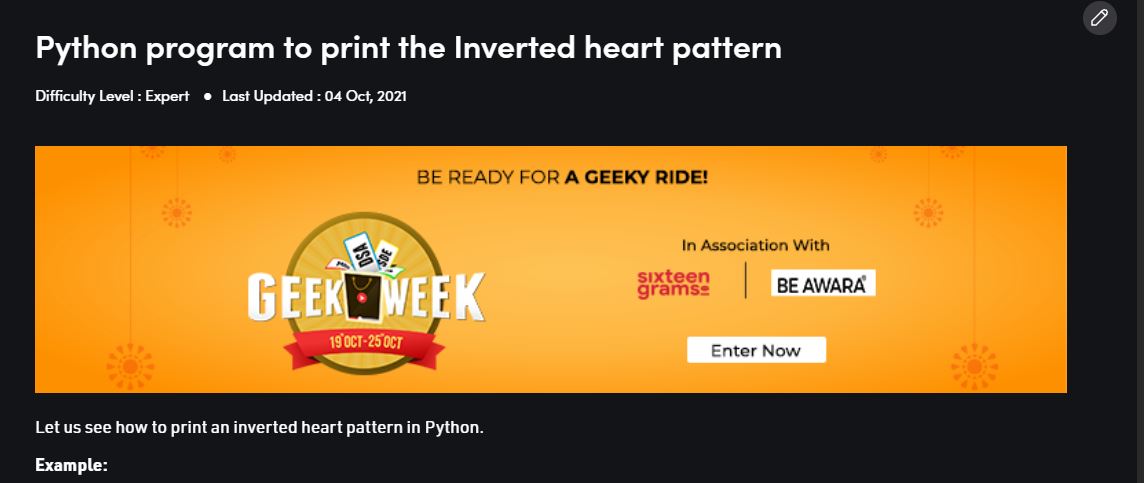 Python program to print the Inverted heart pattern
Difficulty Level : Expert ● Last Updated : 04 Oct, 2021
BE READY FOR A GEEKY RIDE!
DSA
SDE
GEEK WEEK
19 OCT - 25 OCT
In Association With
sixteen
grams
BE AWARA®
Enter Now
Let us see how to print an inverted heart pattern in Python.
Example: